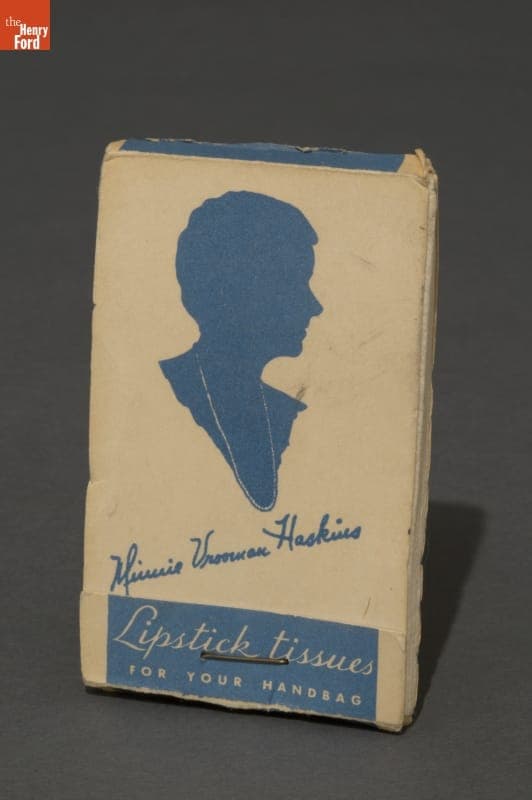 the
Henry
Ford
Minnie Vrooman Haskins
Lipstick tissues
FOR YOUR HANDBAG